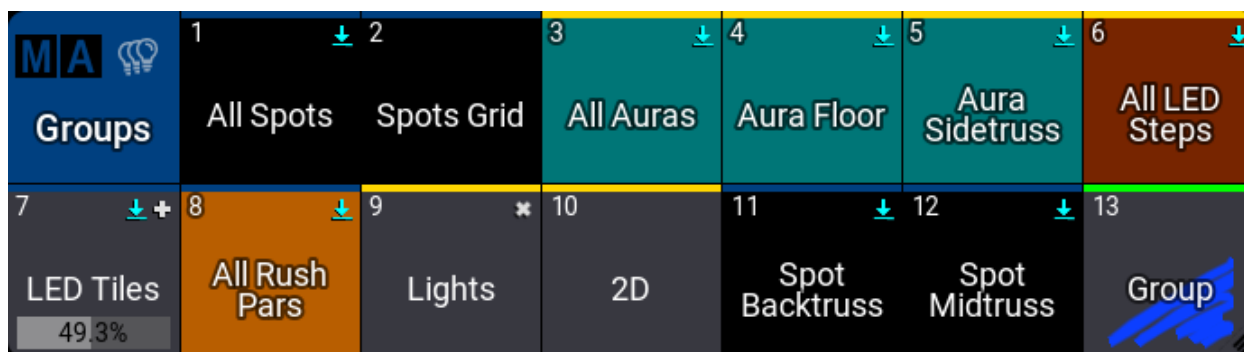 MA
Groups
1
All Spots
2
Spots Grid
3
All Auras
4
Aura Floor
5
Aura
Sidetruss
6
All LED
Steps
7
LED Tiles
49.3%
8
All Rush
Pars
9
Lights
10
2D
11
Spot
Backtruss
12
Spot
Midtruss
13
Group